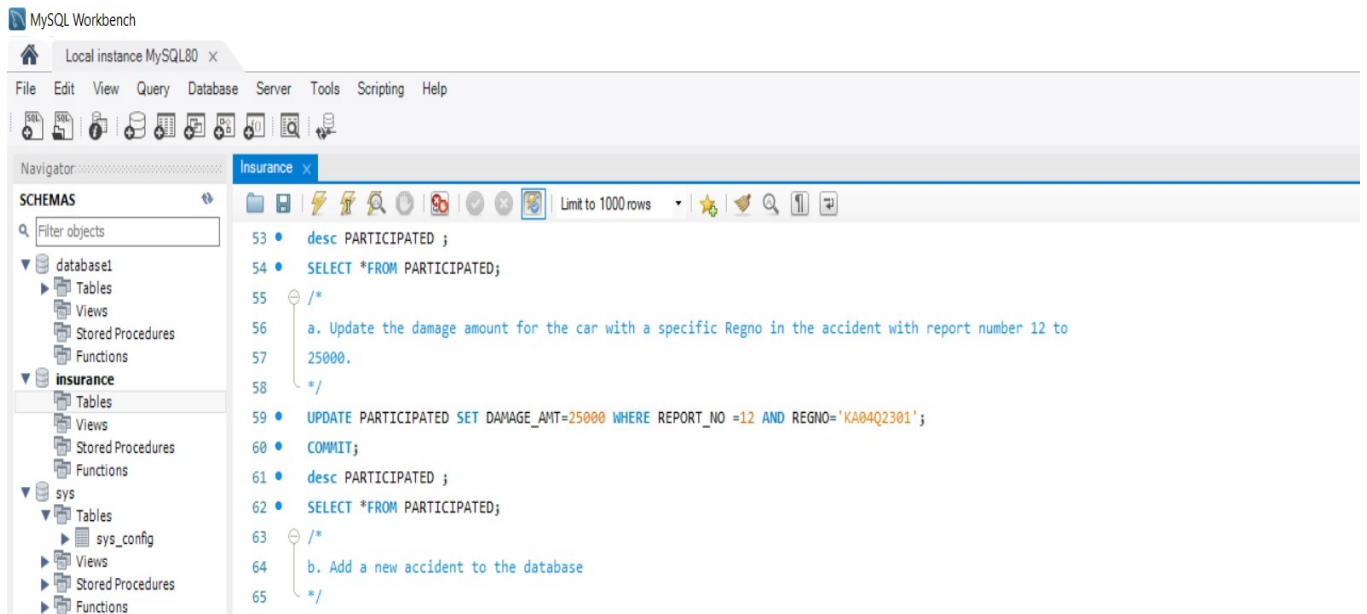 MySQL Workbench
Local instance MySQL80 ×
File Edit View Query Database Server Tools Scripting Help
Navigator
Insurance ×
SCHEMAS
Filter objects
Limit to 1000 rows
database1
Tables
Views
Stored Procedures
Functions
insurance
Tables
Views
Stored Procedures
Functions
sys
Tables
sys_config
Views
Stored Procedures
Functions
53 desc PARTICIPATED ;
54 SELECT *FROM PARTICIPATED;
55 /*
56 a. Update the damage amount for the car with a specific Regno in the accident with report number 12 to
57 25000.
58 */
59 UPDATE PARTICIPATED SET DAMAGE_AMT=25000 WHERE REPORT_NO =12 AND REGNO='KA04Q2301';
60 COMMIT;
61 desc PARTICIPATED ;
62 SELECT *FROM PARTICIPATED;
63 /*
64 b. Add a new accident to the database
65 */